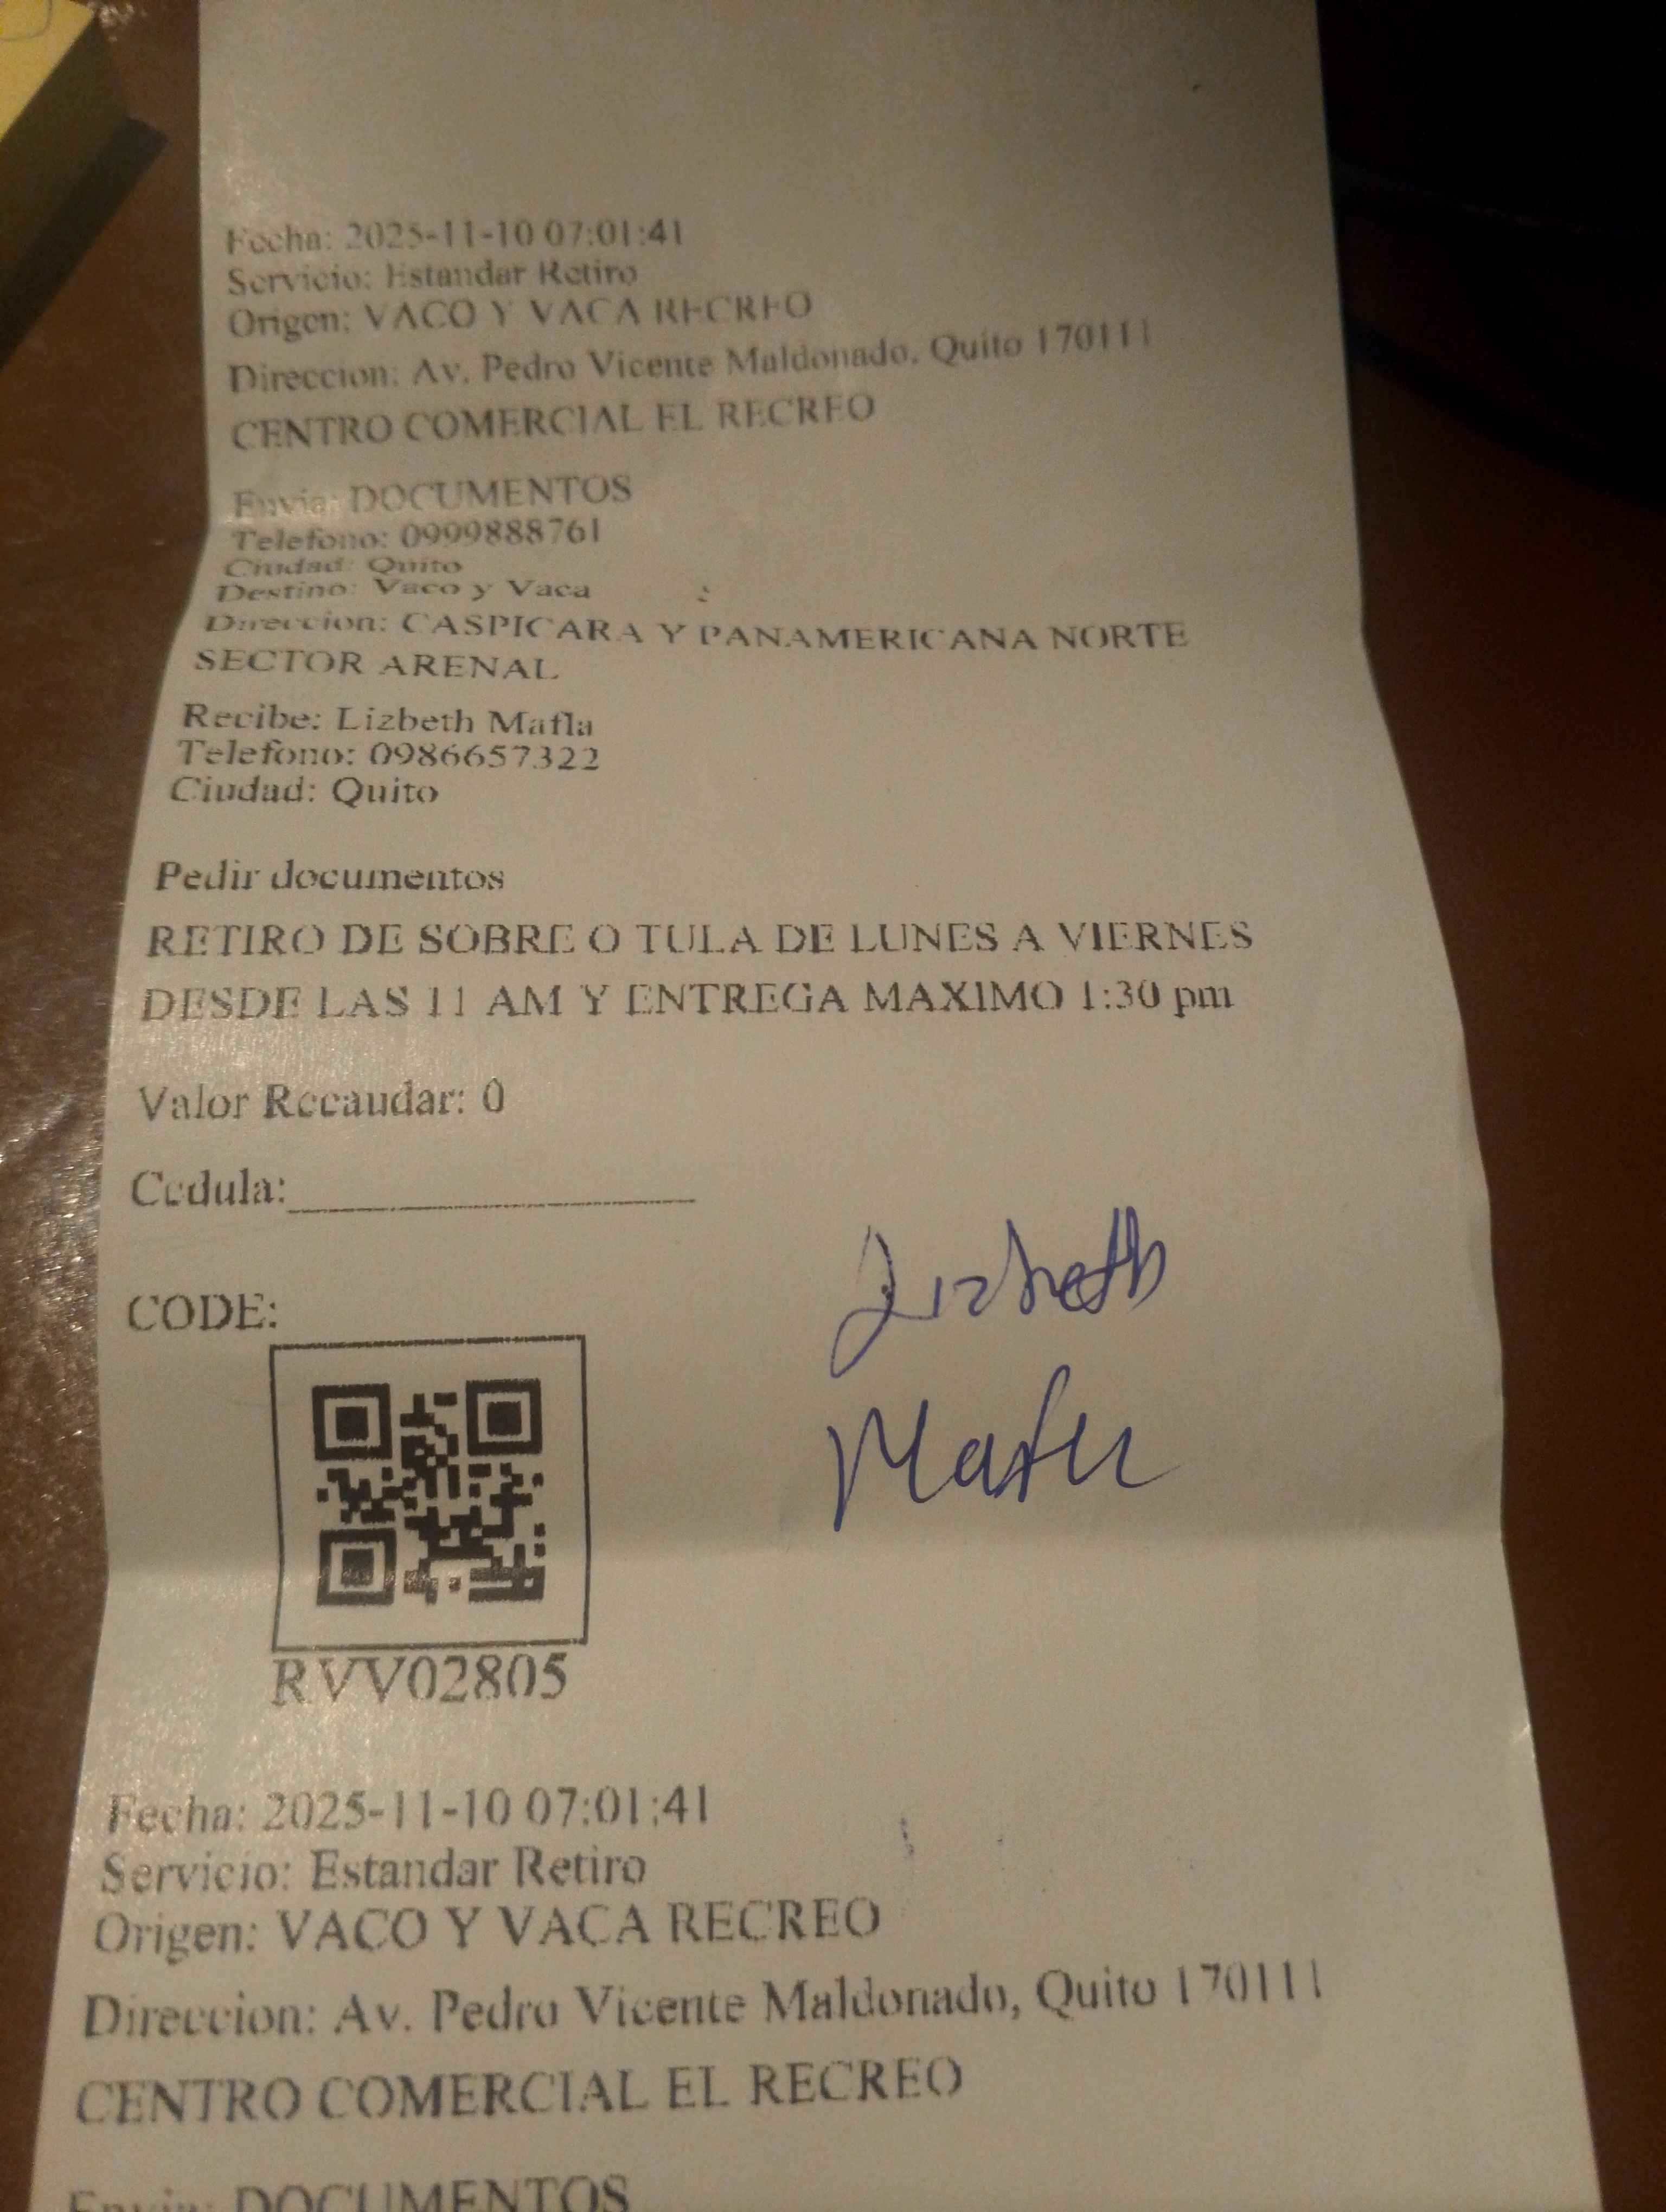 Fecha: 2025-11-10 07:01:41
Servicio: Estandar Retiro
Origen: VACO Y VACA RECREO
Direccion: Av. Pedro Vicente Maldonado, Quito 170111
CENTRO COMERCIAL EL RECREO
Envia: DOCUMENTOS
Telefono: 0999888761
Ciudad: Quito
Destino: Vaco y Vaca
Direccion: CASPICARA Y PANAMERICANA NORTE
SECTOR ARENAL
Recibe: Lizbeth Mafla
Telefono: 0986657322
Ciudad: Quito
Pedir documentos
RETIRO DE SOBRE O TULA DE LUNES A VIERNES
DESDE LAS 11 AM Y ENTREGA MAXIMO 1:30 pm
Valor Recaudar: 0
Cedula:
Lizbeth
CODE:
RVV02805
Fecha: 2025-11-10 07:01:41
Servicio: Estandar Retiro
Origen: VACO Y VACA RECREO
Direccion: Av. Pedro Vicente Maldonado, Quito 170111
CENTRO COMERCIAL EL RECREO
Envia: DOCUMENTOS